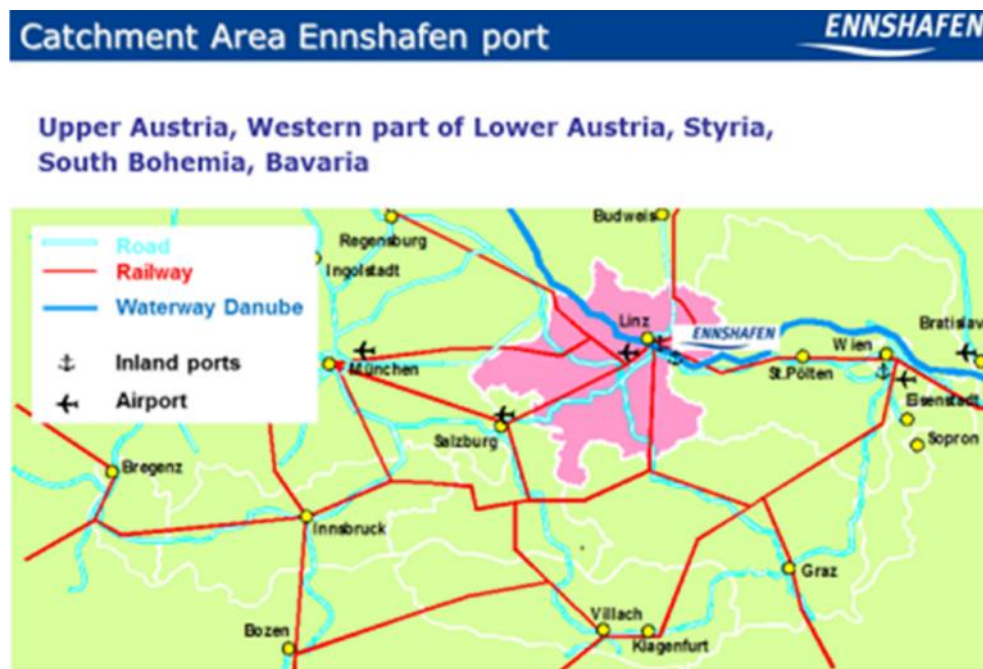 Catchment Area Ennshafen port
ENNSHAFEN
Upper Austria, Western part of Lower Austria, Styria,
South Bohemia, Bavaria
Road
Railway
Waterway Danube
Inland ports
Airport
Regensburg
Ingolstadt
Budweis
Linz
ENNSHAFEN
Bratislav
Wien
St.Pölten
München
Eisenstadt
Salzburg
Sopron
Bregenz
Innsbruck
Graz
Villach
Klagenfurt
Bozen